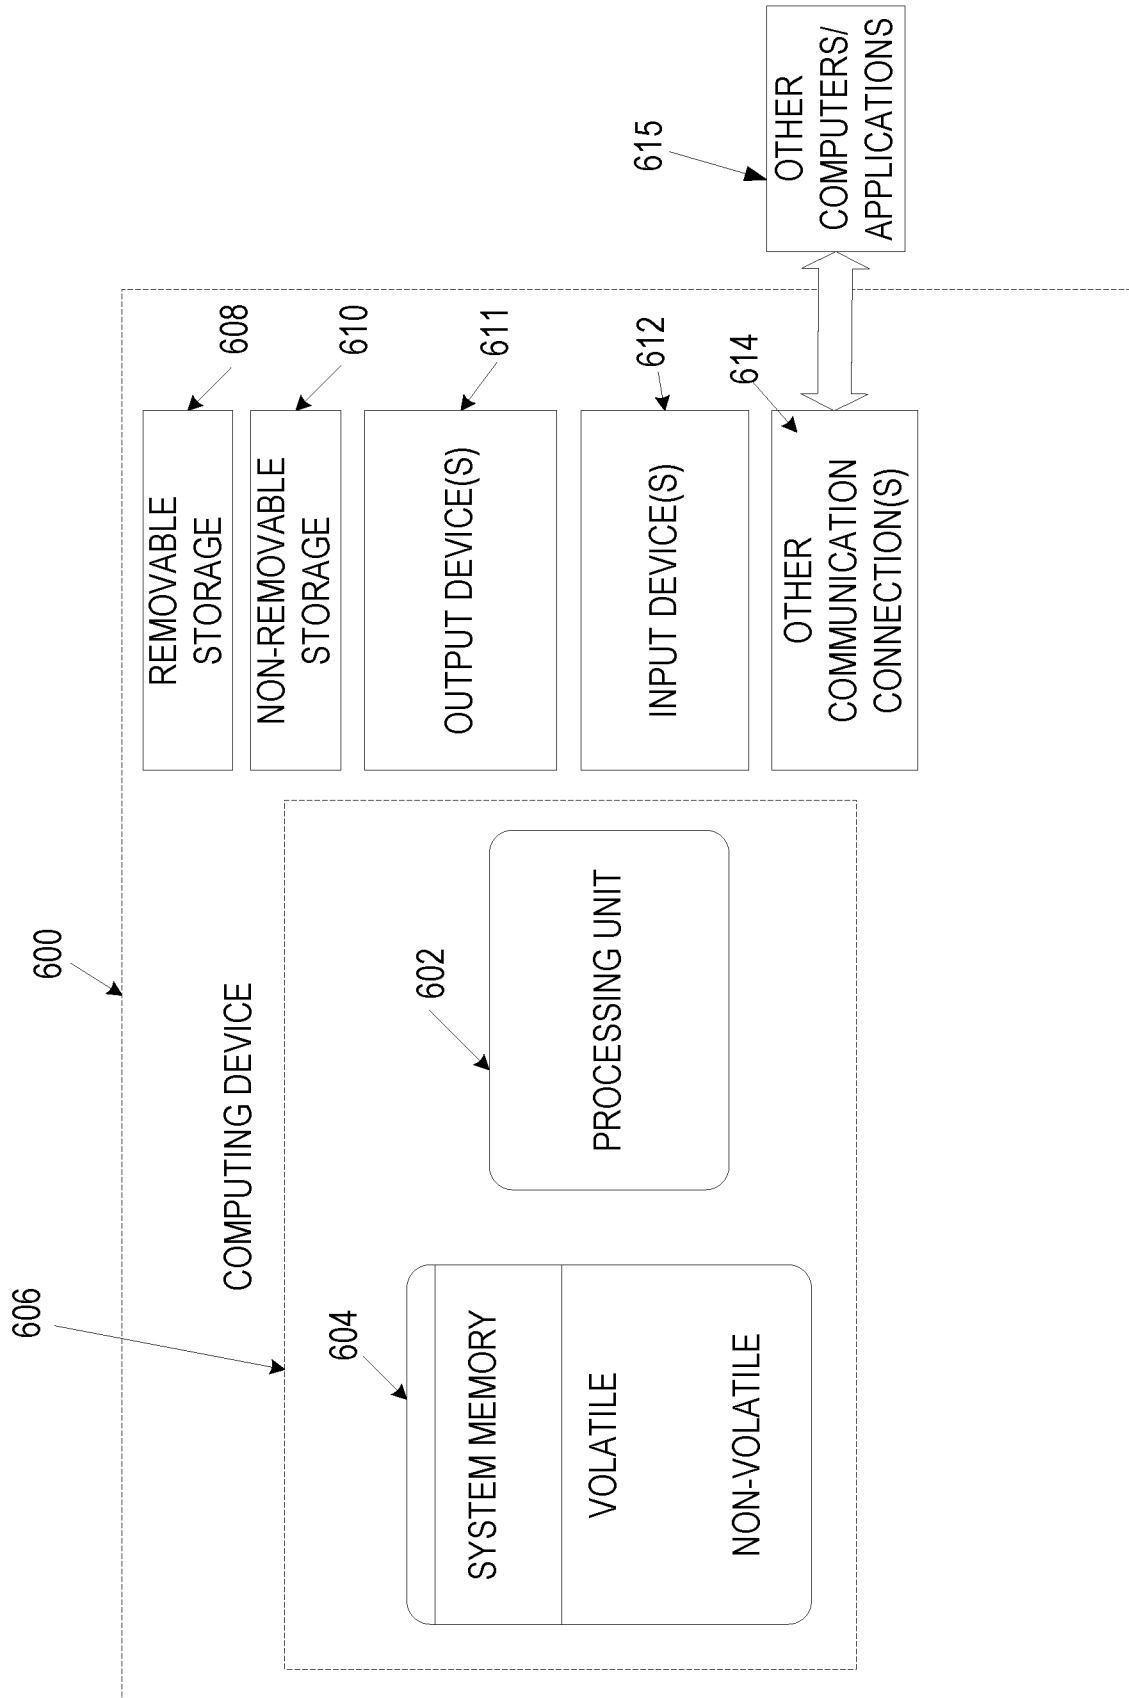 600
606
COMPUTING DEVICE
604
SYSTEM MEMORY
VOLATILE
NON-VOLATILE
602
PROCESSING UNIT
REMOVABLE
STORAGE
608
NON-REMOVABLE
STORAGE
610
OUTPUT DEVICE(S)
611
INPUT DEVICE(S)
612
OTHER
COMMUNICATION
CONNECTION(S)
614
615
OTHER
COMPUTERS/
APPLICATIONS